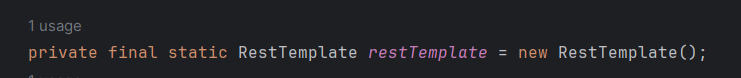 1 usage
private final static RestTemplate restTemplate = new RestTemplate();